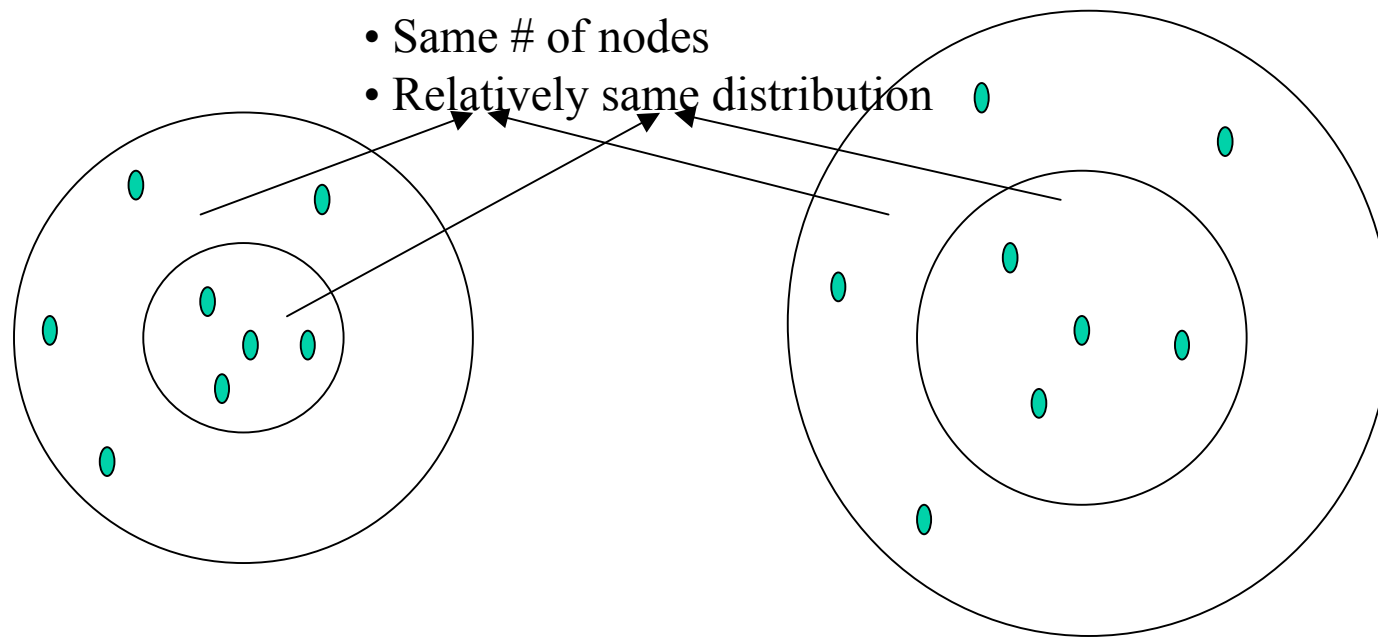 • Same # of nodes
• Relatively same distribution